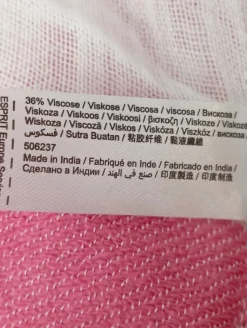 36% Viscose / Viskose / Viscosa / viscosa / Вискоза /
Viskoza / Viskoos / Viskoosi / βισκοζη / Viskoze / Viskozė
Wiskoza / Viscoză / Viskos / Viskóza / Viszkóz / вискоза /
فسكوس / Sutra Buatan / 粘胶纤维 / 黏液纖維
506237
Made in India / Fabriqué en Inde / Fabricado en India /
Сделано в Индии / صنع في الهند / 印度製造 / 印度制造
ESPRIT Europe